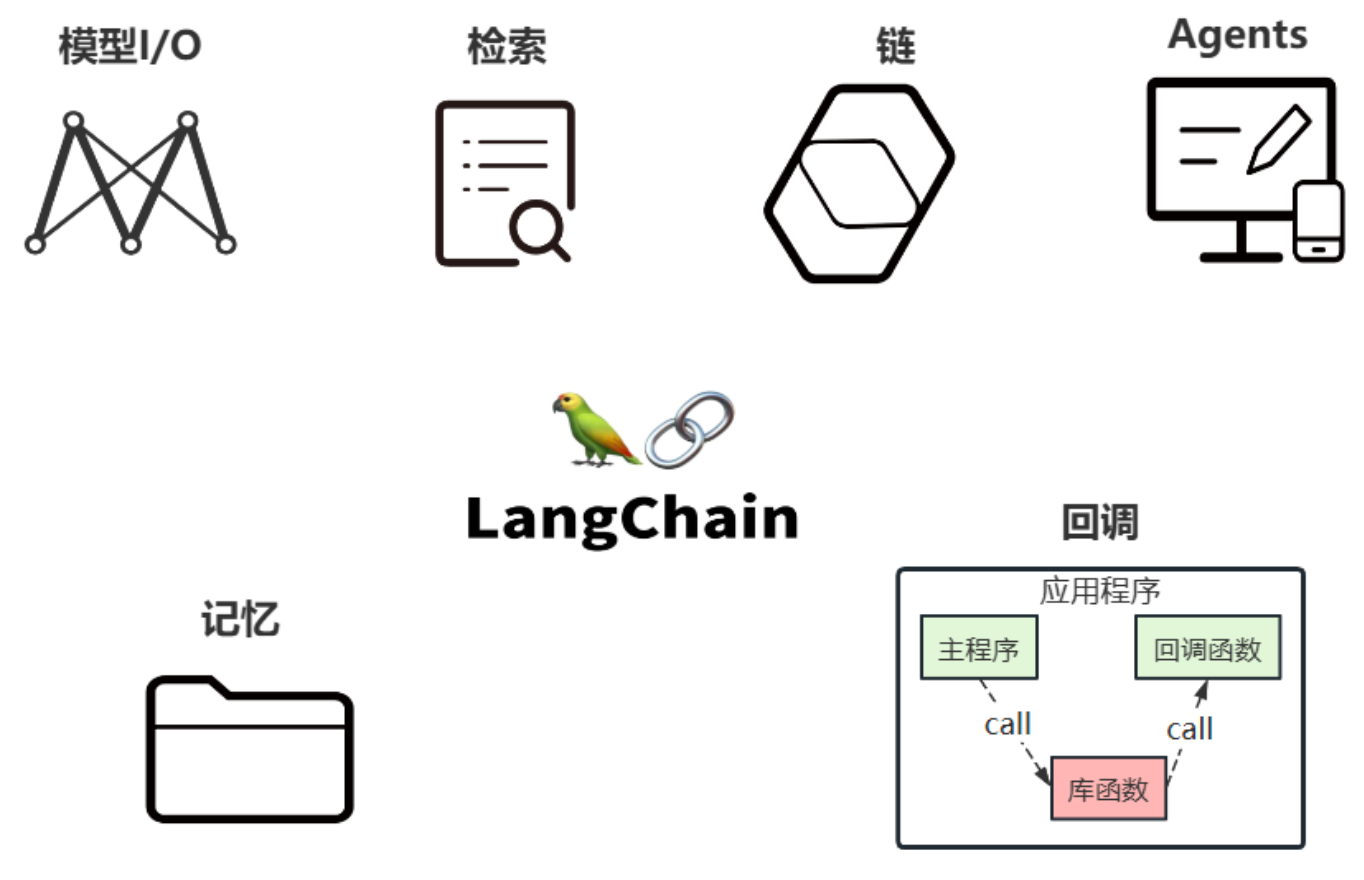 模型I/O
检索
链
Agents
LangChain
记忆
回调
应用程序
主程序
回调函数
call
call
库函数